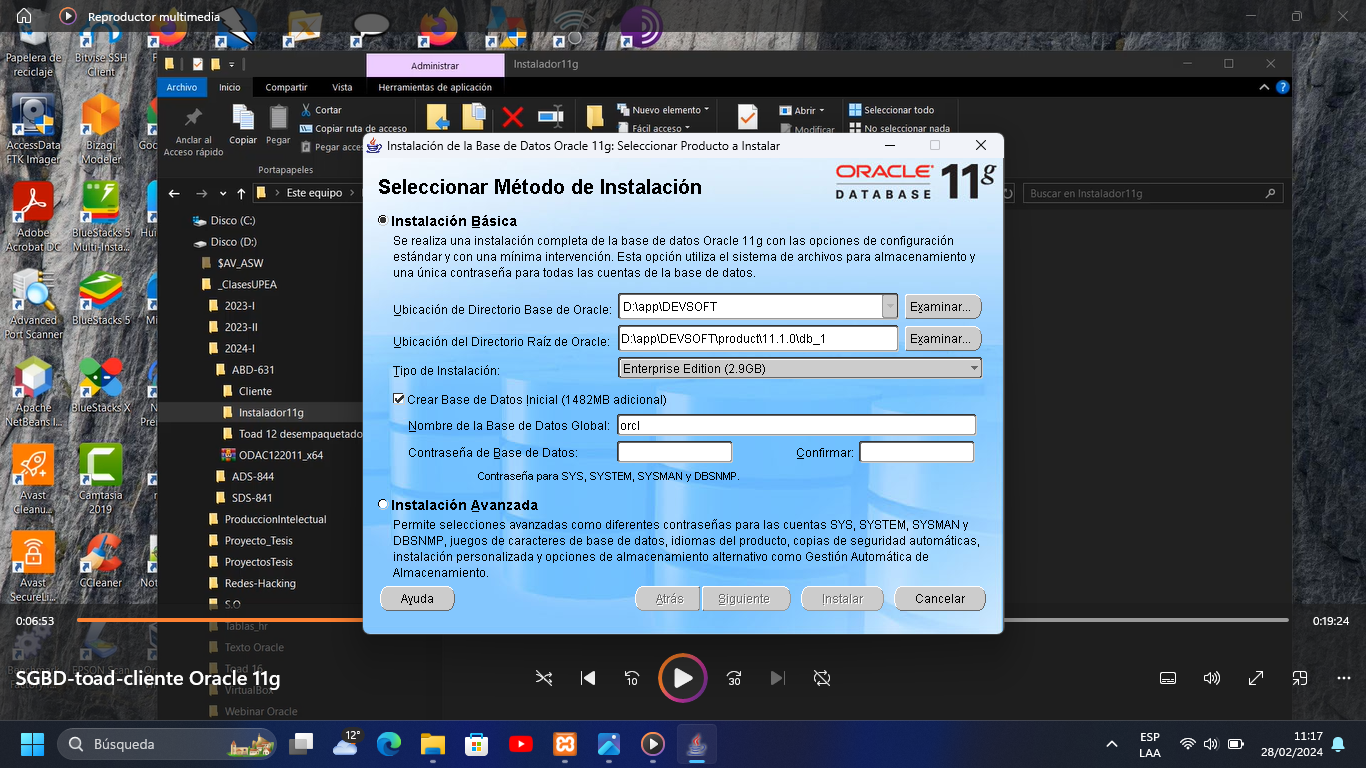 Reproductor multimedia
Papelera de reciclaje
Bitvise SSH Client
AccessData FTK Imager
Bizagi Modeler
Adobe Acrobat DC
BlueStacks 5 Multi-Insta...
Advanced Port Scanner
BlueStacks 5
Apache NetBeans I...
BlueStacks X
Avast Cleanu...
Camtasia 2019
Avast SecureLi...
CCleaner
EPSON Scan
Administrar
Instalador11g
Archivo
Inicio
Compartir
Vista
Herramientas de aplicación
Anclar al Acceso rápido
Copiar
Pegar
Cortar
Copiar ruta de acceso
Pegar acces
Portapapeles
Nuevo elemento
Fácil acceso
Abrir
Modificar
Seleccionar todo
No seleccionar nada
Este equipo
Buscar en Instalador11g
Disco (C:)
Disco (D:)
$AV_ASW
_ClasesUPEA
2023-I
2023-II
2024-I
ABD-631
Cliente
Instalador11g
Toad 12 desempaquetado
ODAC122011_x64
ADS-844
SDS-841
ProduccionIntelectual
Proyecto_Tesis
ProyectosTesis
Redes-Hacking
S.O
Tablas_hr
Texto Oracle
Toad 16
VirtualBox
Webinar Oracle
Instalación de la Base de Datos Oracle 11g: Seleccionar Producto a Instalar
Seleccionar Método de Instalación
ORACLE 11g
DATABASE
Instalación Básica
Se realiza una instalación completa de la base de datos Oracle 11g con las opciones de configuración
estándar y con una mínima intervención. Esta opción utiliza el sistema de archivos para almacenamiento y
una única contraseña para todas las cuentas de la base de datos.
Ubicación de Directorio Base de Oracle: D:\app\DEVSOFT Examinar...
Ubicación del Directorio Raíz de Oracle: D:\app\DEVSOFT\product\11.1.0\db_1 Examinar...
Tipo de Instalación: Enterprise Edition (2.9GB)
Crear Base de Datos Inicial (1482MB adicional)
Nombre de la Base de Datos Global: orcl
Contraseña de Base de Datos: Confirmar:
Contraseña para SYS, SYSTEM, SYSMAN y DBSNMP.
Instalación Avanzada
Permite selecciones avanzadas como diferentes contraseñas para las cuentas SYS, SYSTEM, SYSMAN y
DBSNMP, juegos de caracteres de base de datos, idiomas del producto, copias de seguridad automáticas,
instalación personalizada y opciones de almacenamiento alternativo como Gestión Automática de
Almacenamiento.
Ayuda Atrás Siguiente Instalar Cancelar
0:06:53 0:19:24
SGBD-toad-cliente Oracle 11g
10 30
Búsqueda
12°
ESP
LAA
11:17
28/02/2024